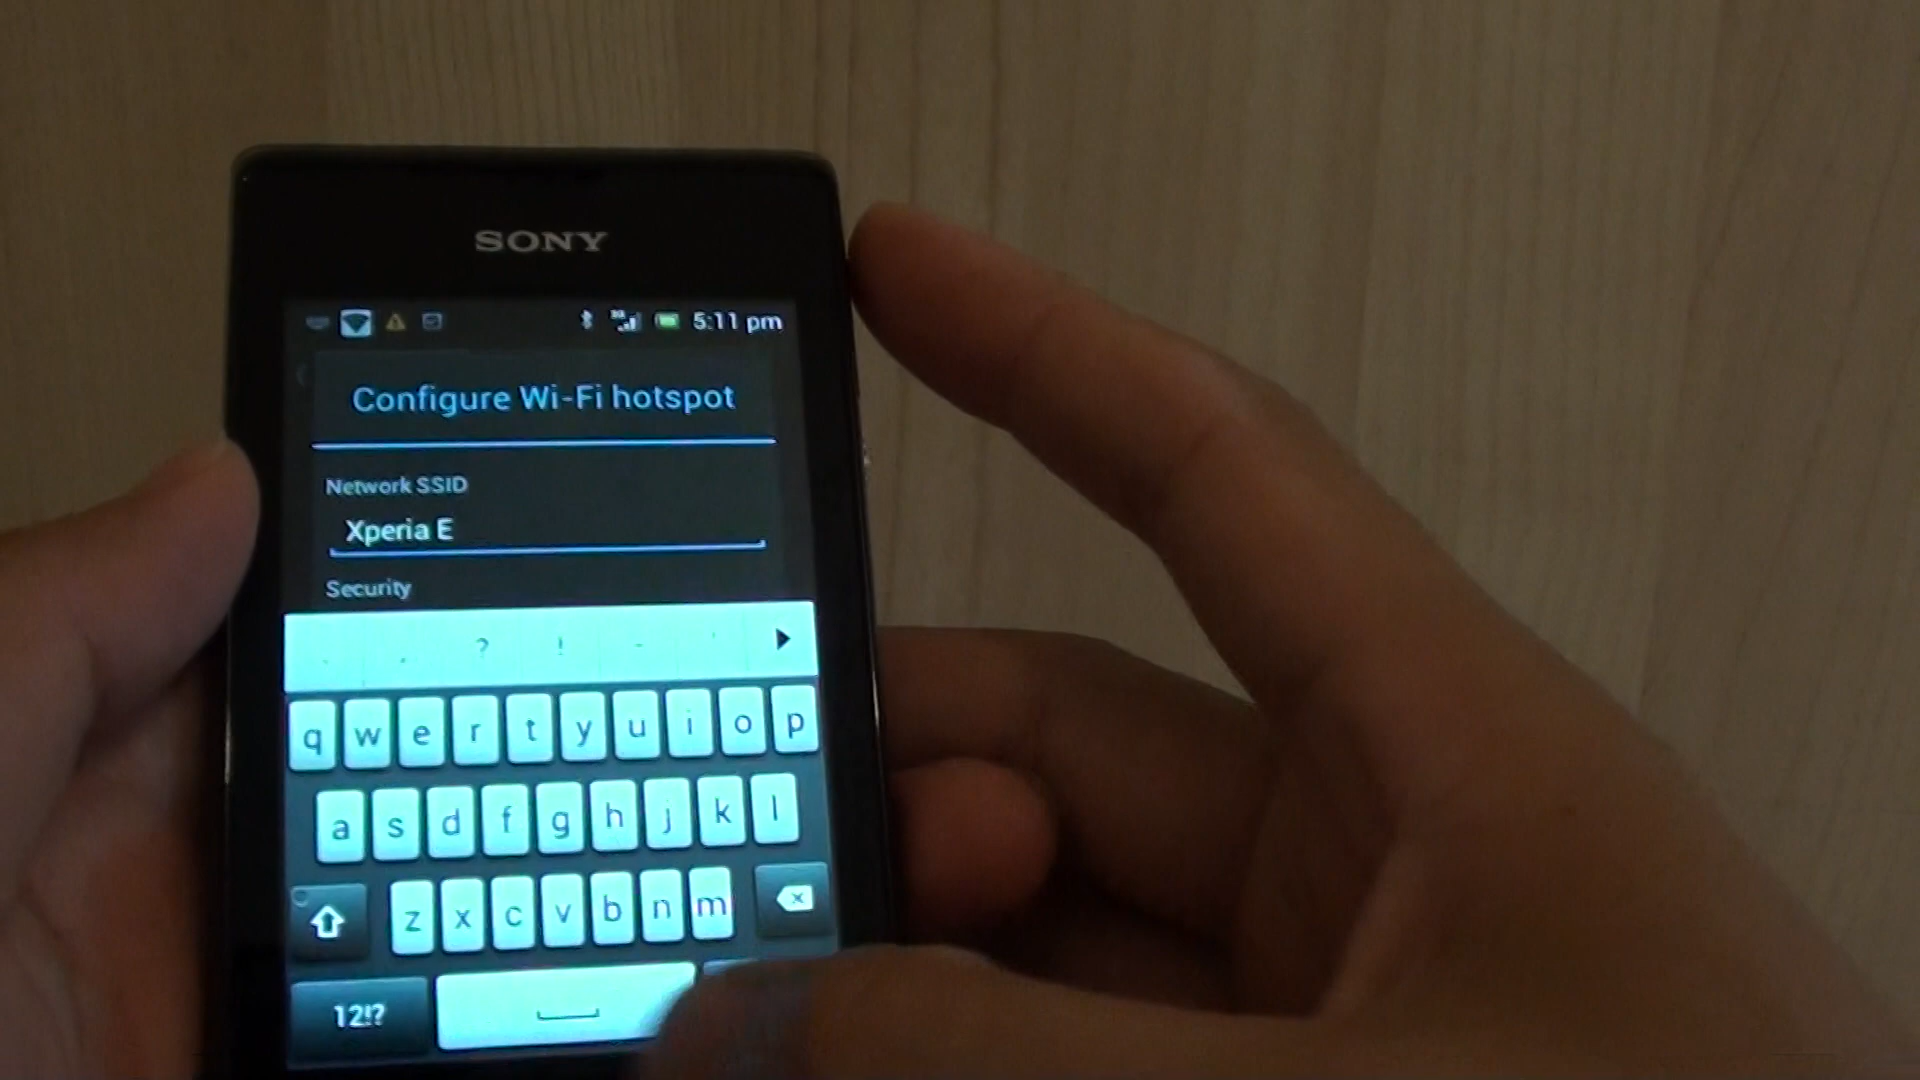 SONY
5:11 pm
Configure Wi-Fi hotspot
Network SSID
Xperia E
Security
? ! - '
q w e r t y u i o p
a s d f g h j k l
z x c v b n m
12!?